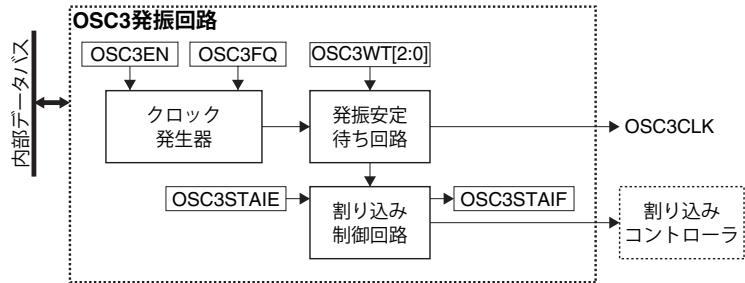 OSC3発振回路
OSC3EN
OSC3FQ
OSC3WT[2:0]
内部データバス
クロック
発生器
発振安定
待ち回路
OSC3CLK
OSC3STAIE
割り込み
制御回路
OSC3STAIF
割り込み
コントローラ